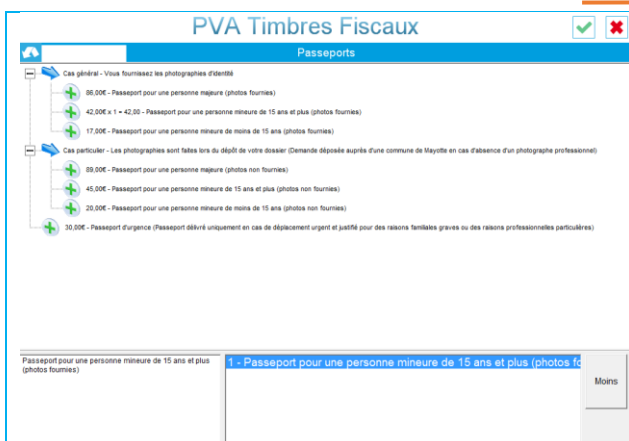 PVA Timbres Fiscaux
Passeports
Cas général - Vous fournissez les photographies d'identité
86,00€ - Passeport pour une personne majeure (photos fournies)
42,00€ x 1 = 42,00 - Passeport pour une personne mineure de 15 ans et plus (photos fournies)
17,00€ - Passeport pour une personne mineure de moins de 15 ans (photos fournies)
Cas particulier - Les photographies sont faites lors du dépôt de votre dossier (Demande déposée auprès d'une commune de Mayotte en cas d'absence d'un photographe professionnel)
89,00€ - Passeport pour une personne majeure (photos non fournies)
45,00€ - Passeport pour une personne mineure de 15 ans et plus (photos non fournies)
20,00€ - Passeport pour une personne mineure de moins de 15 ans (photos non fournies)
30,00€ - Passeport d'urgence (Passeport délivré uniquement en cas de déplacement urgent et justifié pour des raisons familiales graves ou des raisons professionnelles particulières)
Passeport pour une personne mineure de 15 ans et plus
(photos fournies)
1 - Passeport pour une personne mineure de 15 ans et plus (photos fo
Moins